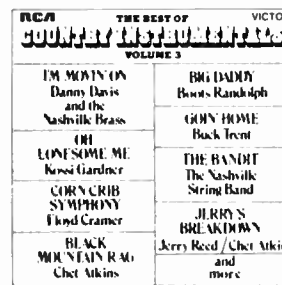 RCA THE BEST OF VICTO
COUNTRY INSTRUMENTALS
VOLUME 3
I'M MOVIN' ON
Danny Davis
and the
Nashville Brass
OH
LONESOME ME
Kossi Gardner
CORN CRIB
SYMPHONY
Floyd Cramer
BLACK
MOUNTAIN RAG
Chet Atkins
BIG DADDY
Boots Randolph
GOIN' HOME
Buck Trent
THE BANDIT
The Nashville
String Band
JERRY'S
BREAKDOWN
Jerry Reed / Chet Atki
and
more